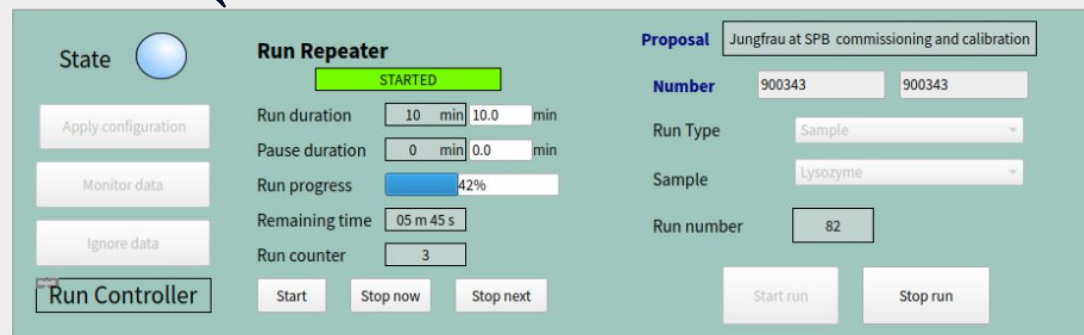 State
Apply configuration
Monitor data
Ignore data
Run Controller
Run Repeater
STARTED
Run duration 10 min 10.0 min
Pause duration 0 min 0.0 min
Run progress 42%
Remaining time 05 m 45 s
Run counter 3
Start Stop now Stop next
Proposal Jungfrau at SPB commissioning and calibration
Number 900343 900343
Run Type Sample
Sample Lysozyme
Run number 82
Start run Stop run